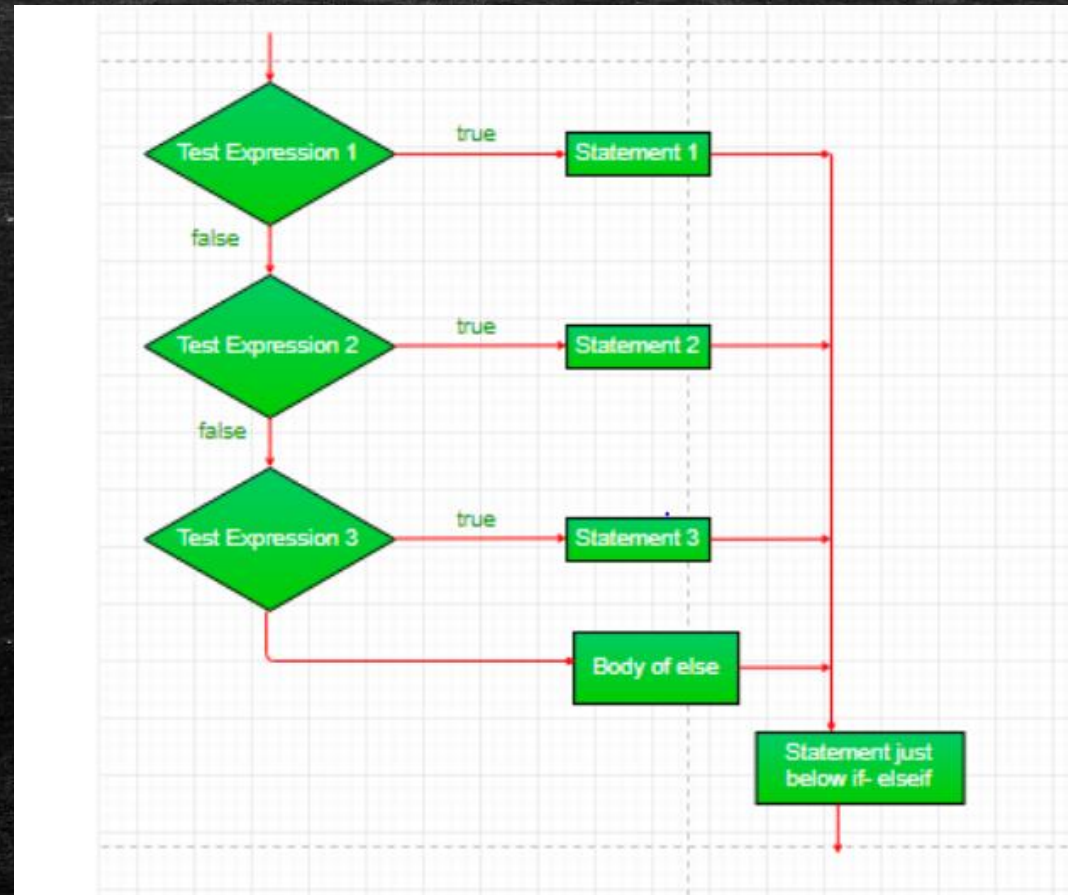 Test Expression 1
true
Statement 1
false
Test Expression 2
true
Statement 2
false
Test Expression 3
true
Statement 3
Body of else
Statement just
below if- elseif